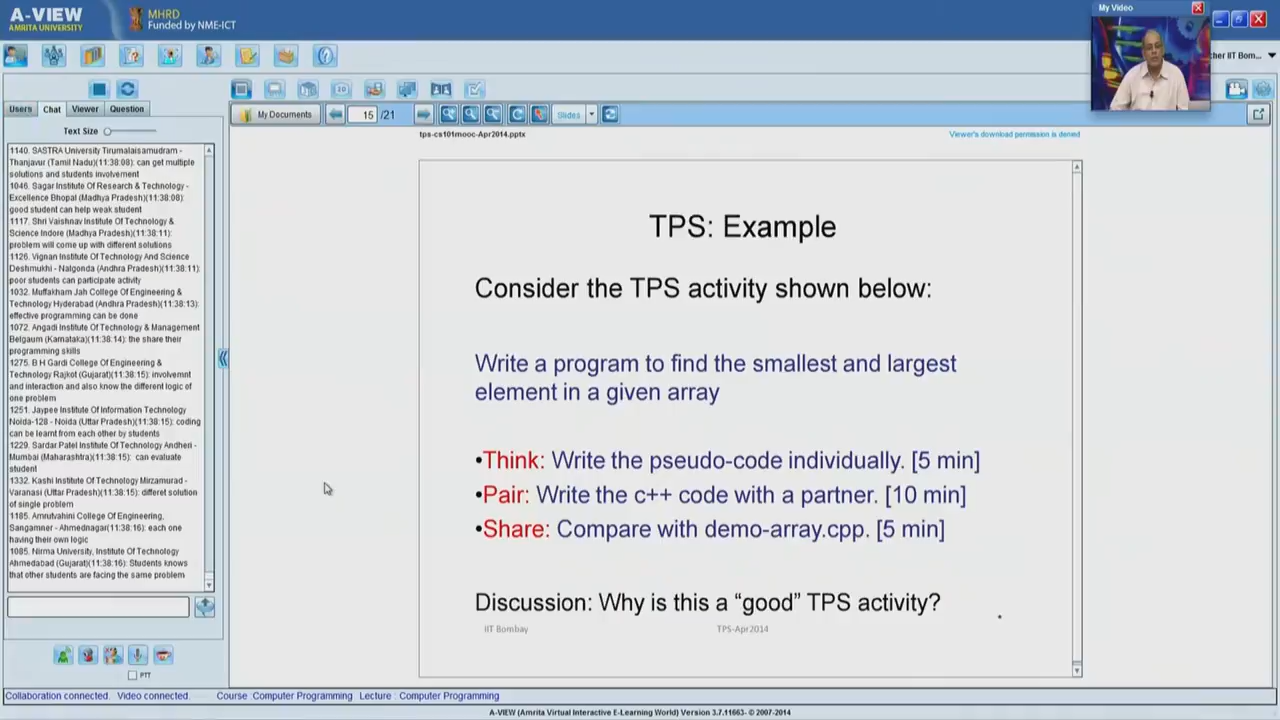 A-VIEW
AMRITA UNIVERSITY
MHRD
Funded by NME-ICT
My Video
her IIT Bom...
Users
Chat
Viewer
Question
Text Size
My Documents
15
/21
Slides
tps-cs101mooc-Apr2014.pptx
Viewer's download permission is denied
1140. SASTRA University Tirumalaisamudram -
Thanjavur (Tamil Nadu)(11:38:08): can get multiple
solutions and students involvement
1046. Sagar Institute Of Research & Technology -
Excellence Bhopal (Madhya Pradesh)(11:38:08):
good student can help weak student
1117. Shri Vaishnav Institute Of Technology &
Science Indore (Madhya Pradesh)(11:38:11):
problem will come up with different solutions
1126. Vignan Institute Of Technology And Science
Deshmukhi - Nalgonda (Andhra Pradesh)(11:38:11):
poor students can participate activity
1032. Muffakham Jah College Of Engineering &
Technology Hyderabad (Andhra Pradesh)(11:38:13):
effective programming can be done
1072. Angadi Institute Of Technology & Management
Belgaum (Karnataka)(11:38:14): the share their
programming skills
1275. B H Gardi College Of Engineering &
Technology Rajkot (Gujarat)(11:38:15): involvemnt
and interaction and also know the different logic of
one problem
1251. Jaypee Institute Of Information Technology
Noida-128 - Noida (Uttar Pradesh)(11:38:15): coding
can be learnt from each other by students
1229. Sardar Patel Institute Of Technology Andheri -
Mumbai (Maharashtra)(11:38:15): can evaluate
student
1332. Kashi Institute Of Technology Mirzamurad -
Varanasi (Uttar Pradesh)(11:38:15): differet solution
of single problem
1185. Amrutvahini College Of Engineering,
Sangamner - Ahmednagar(11:38:16): each one
having their own logic
1085. Nirma University, Institute Of Technology
Ahmedabad (Gujarat)(11:38:16): Students knows
that other students are facing the same problem
TPS: Example
Consider the TPS activity shown below:
Write a program to find the smallest and largest
element in a given array
•Think: Write the pseudo-code individually. [5 min]
•Pair: Write the c++ code with a partner. [10 min]
•Share: Compare with demo-array.cpp. [5 min]
Discussion: Why is this a “good” TPS activity?
IIT Bombay
TPS-Apr2014
PTT
Collaboration connected. Video connected. Course : Computer Programming Lecture : Computer Programming
A-VIEW (Amrita Virtual Interactive E-Learning World) Version 3.7.11663- © 2007-2014